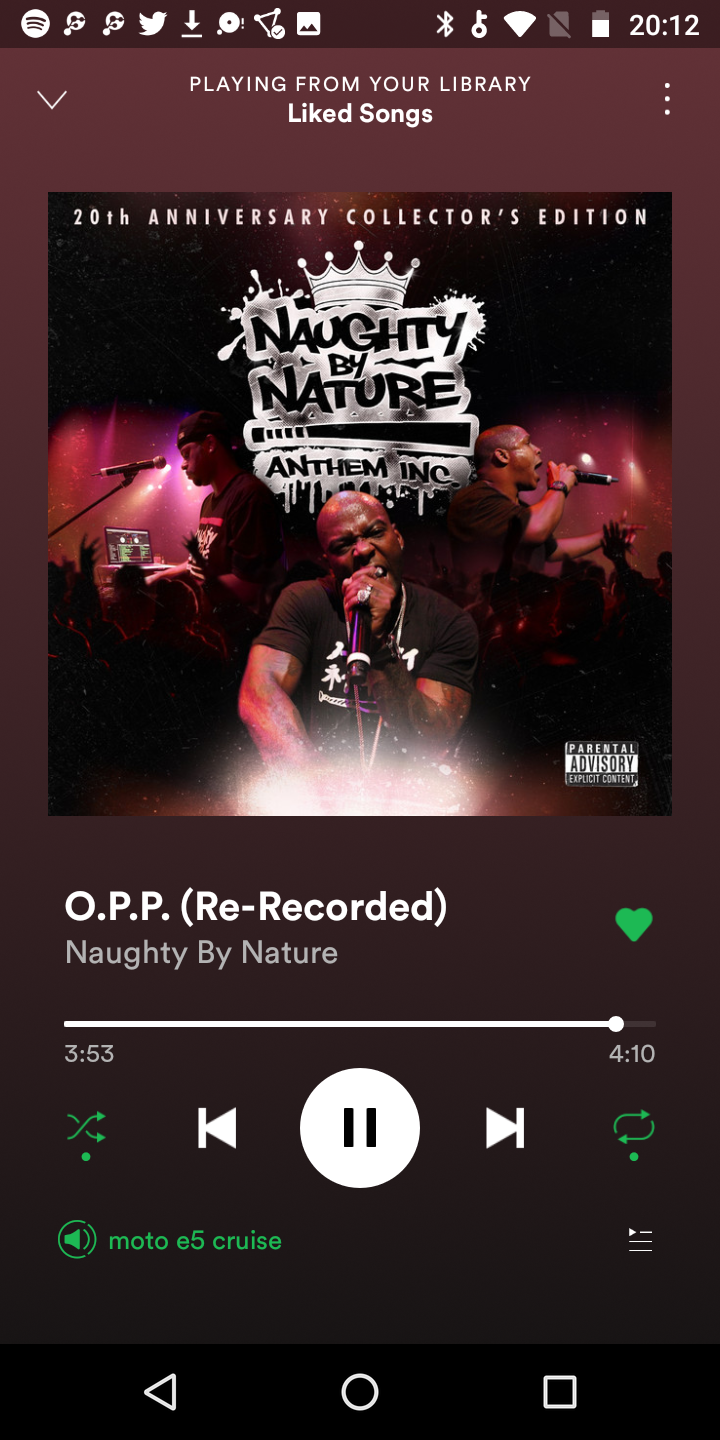 20:12
PLAYING FROM YOUR LIBRARY
Liked Songs
20th ANNIVERSARY COLLECTOR'S EDITION
NAUGHTY
BY
NATURE
ANTHEM INC.
PARENTAL
ADVISORY
EXPLICIT CONTENT
O.P.P. (Re-Recorded)
Naughty By Nature
3:53 4:10
moto e5 cruise